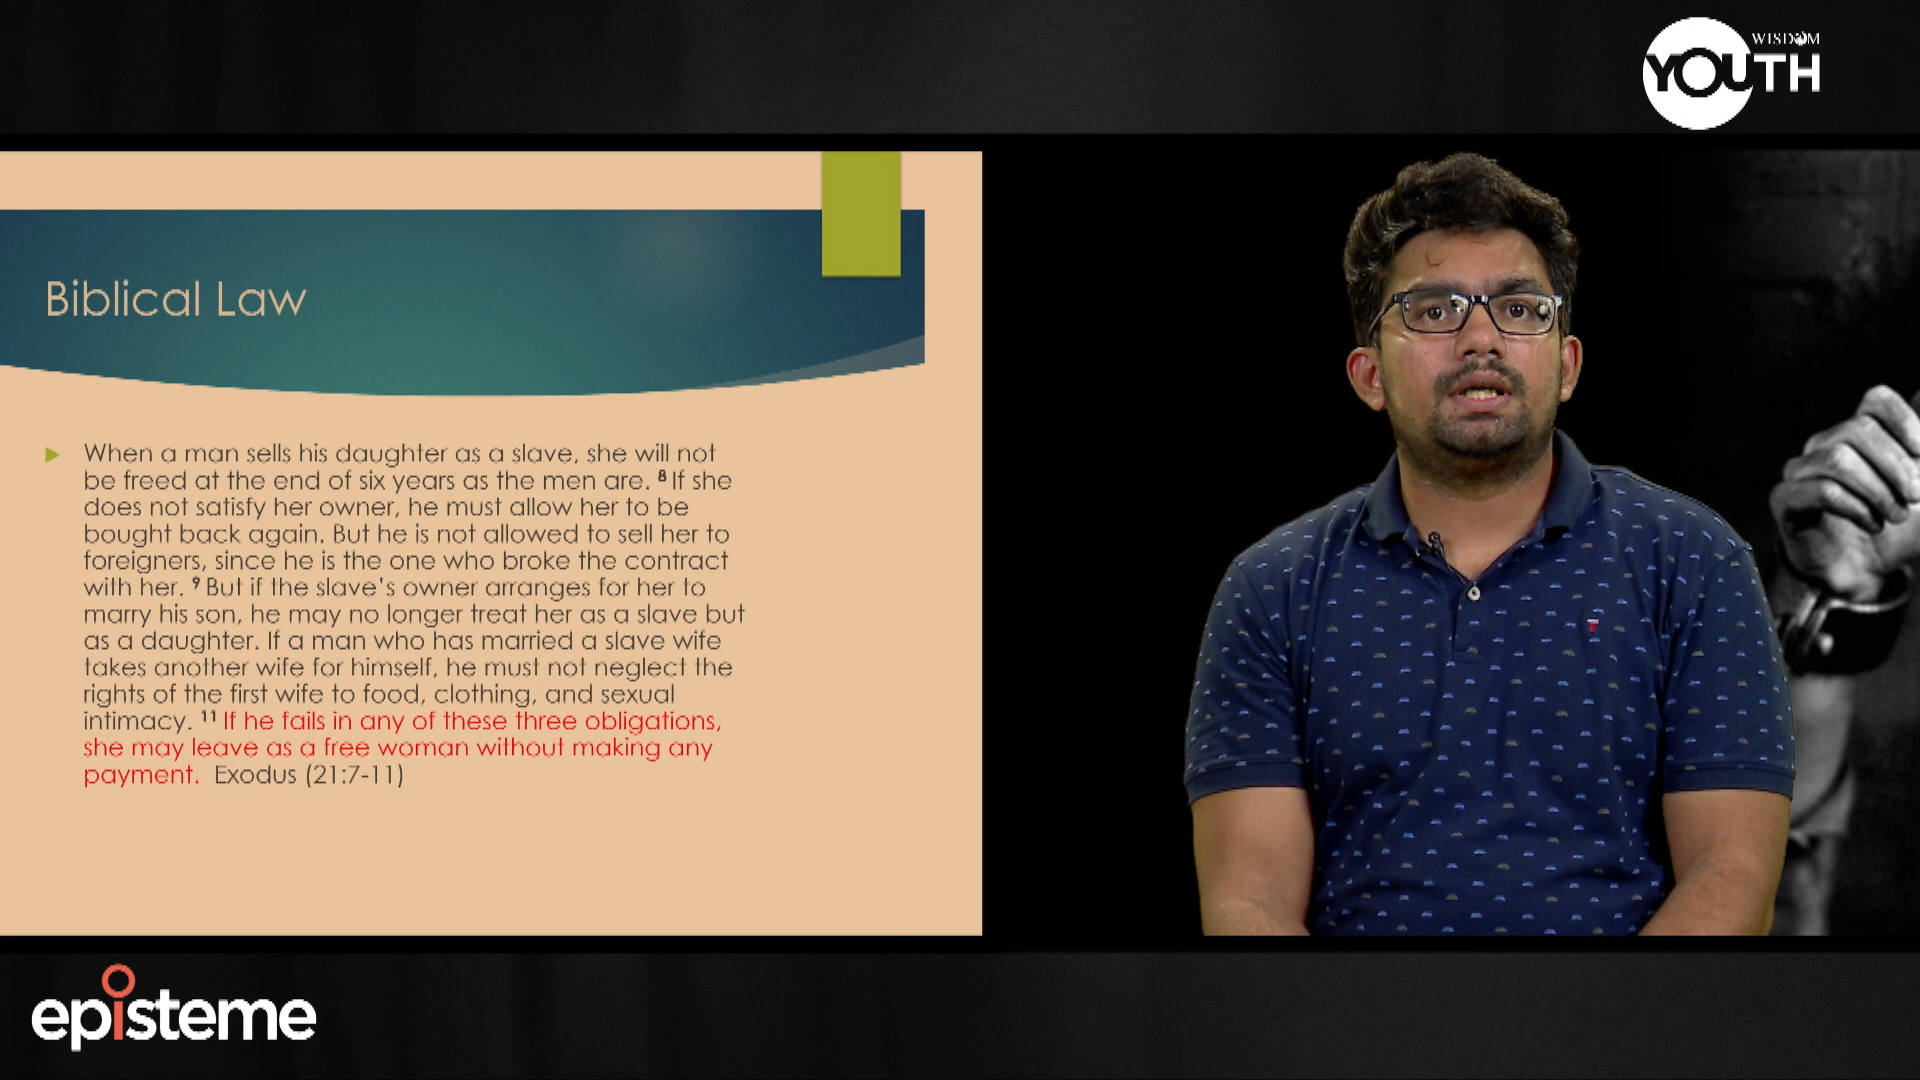 WISDOM
YOUTH
Biblical Law
When a man sells his daughter as a slave, she will not
be freed at the end of six years as the men are. 8 If she
does not satisfy her owner, he must allow her to be
bought back again. But he is not allowed to sell her to
foreigners, since he is the one who broke the contract
with her. 9 But if the slave's owner arranges for her to
marry his son, he may no longer treat her as a slave but
as a daughter. If a man who has married a slave wife
takes another wife for himself, he must not neglect the
rights of the first wife to food, clothing, and sexual
intimacy. 11 If he fails in any of these three obligations,
she may leave as a free woman without making any
payment. Exodus (21:7-11)
episteme